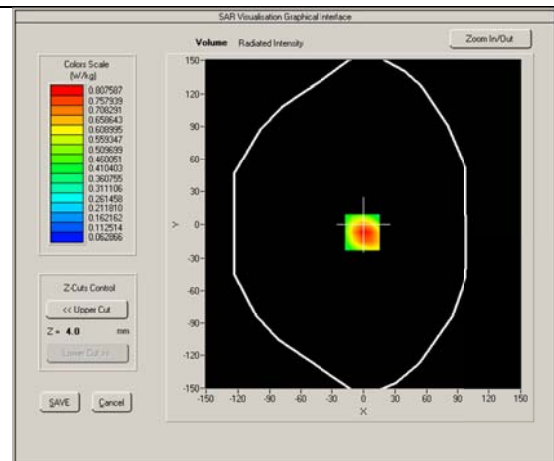 SAR Visualisation Graphical Interface
Volume Radiated Intensity
Zoom In/Out
Colors Scale
(W/kg)
0.807587
0.757939
0.708291
0.658643
0.608995
0.559347
0.509699
0.460051
0.410403
0.360755
0.311106
0.261458
0.211810
0.162162
0.112514
0.062866
Z-Cuts Control
<< Upper Cut
Z = 4.0 mm
Lower Cut >>
SAVE Cancel
150
120
90
60
30
0
-30
-60
-90
-120
-150
Y
-150 -120 -90 -60 -30 0 30 60 90 120 150
X